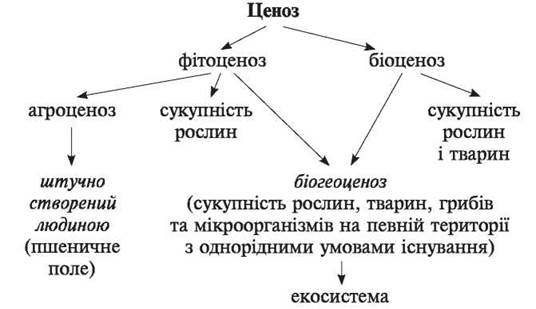 Ценоз
фітоценоз
біоценоз
агроценоз
сукупність
рослин
сукупність
рослин
і тварин
штучно
створений
людиною
(пшеничне
поле)
біогеоценоз
(сукупність рослин, тварин, грибів
та мікроорганізмів на певній території
з однорідними умовами існування)
екосистема